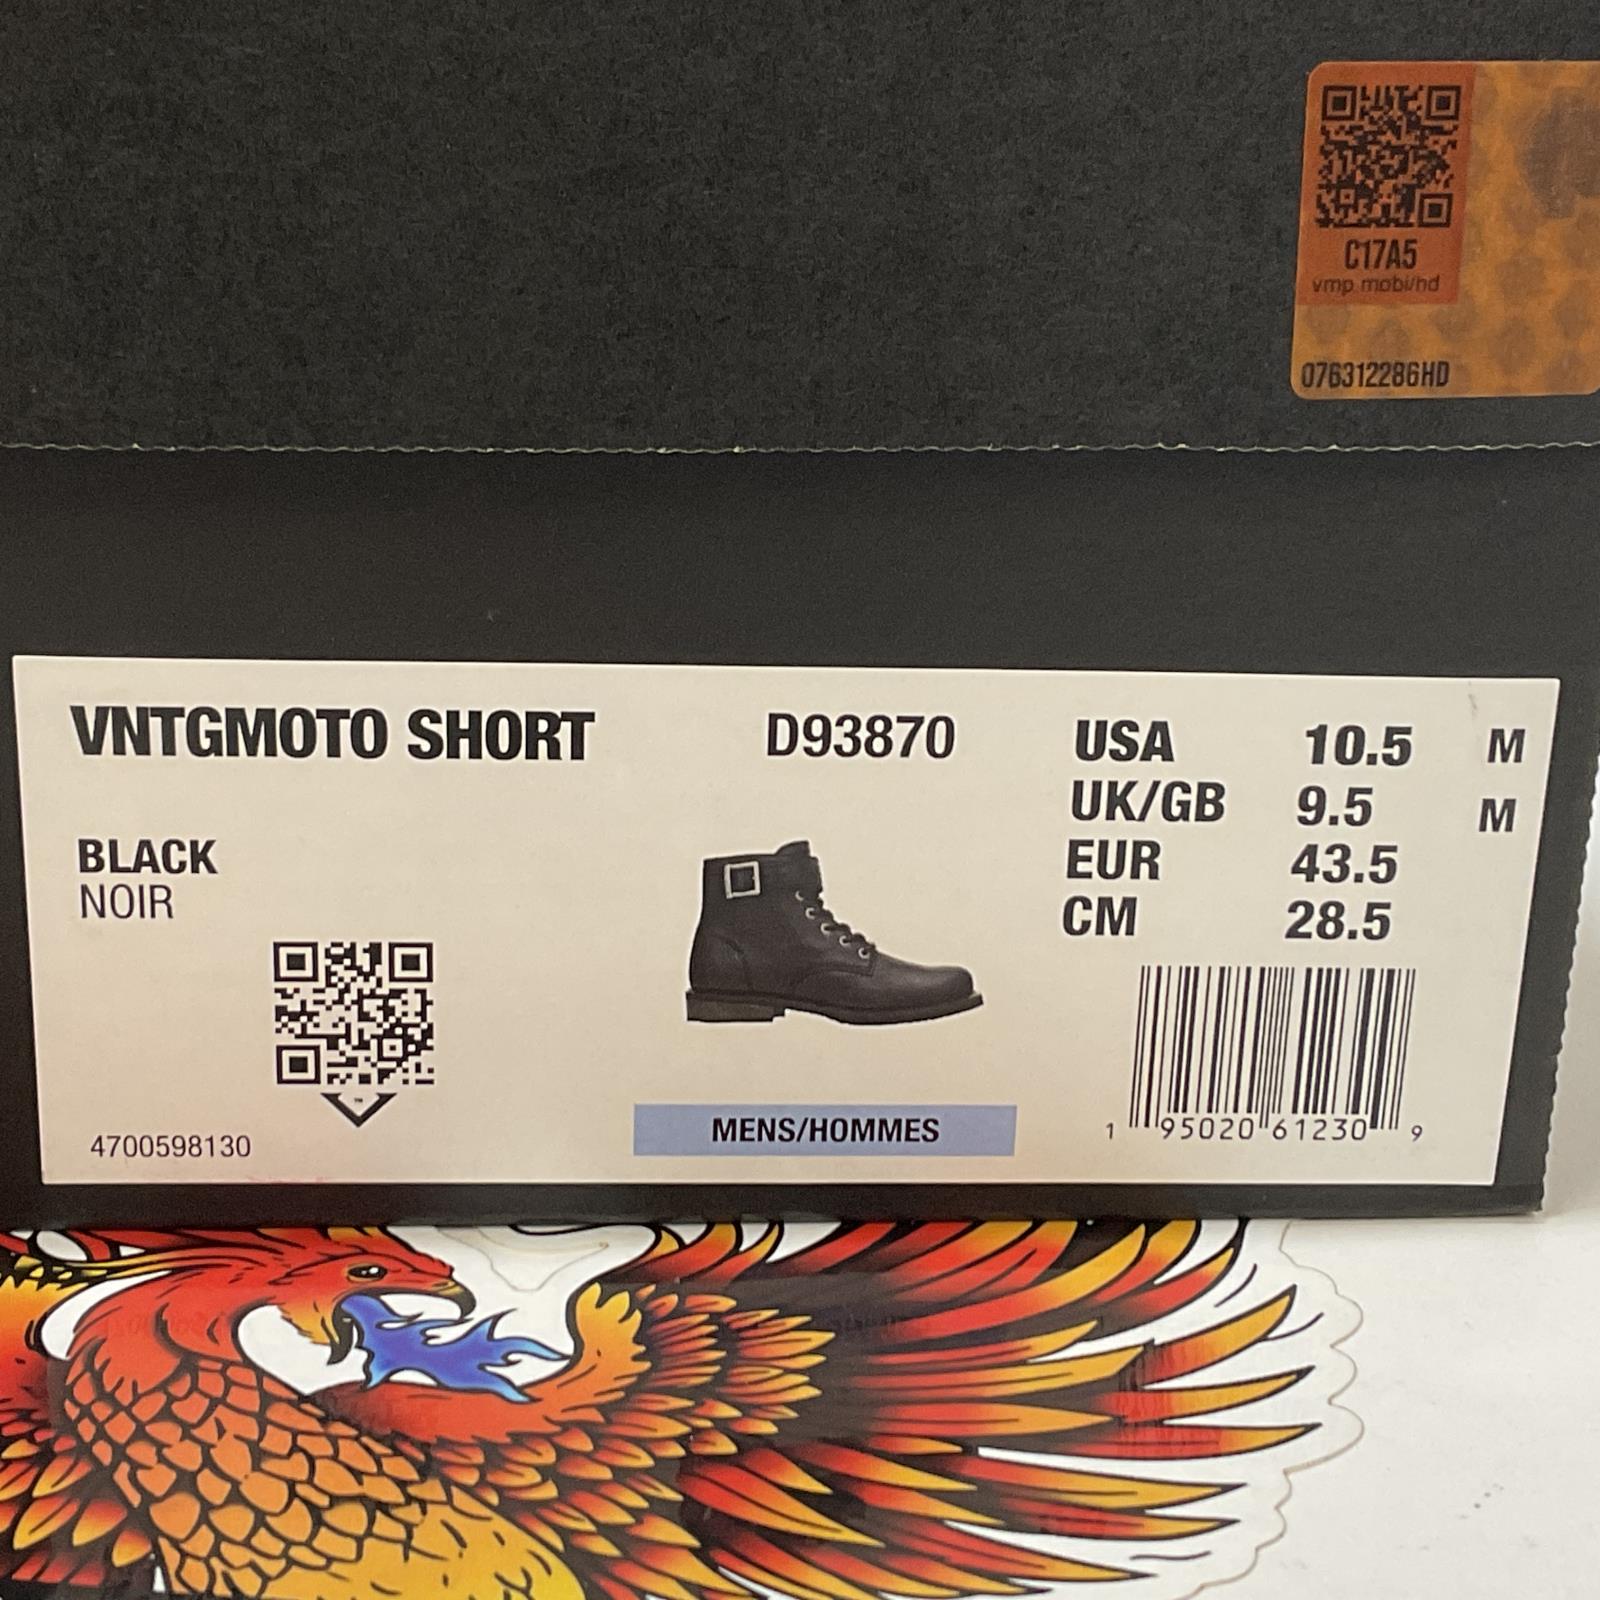 C17A5
vmp.mobi/hd
076312286HD
VNTGMOTO SHORT
D93870
USA 10.5 M
UK/GB 9.5 M
EUR 43.5
CM 28.5
BLACK
NOIR
4700598130
MENS/HOMMES
1 95020 61230 9